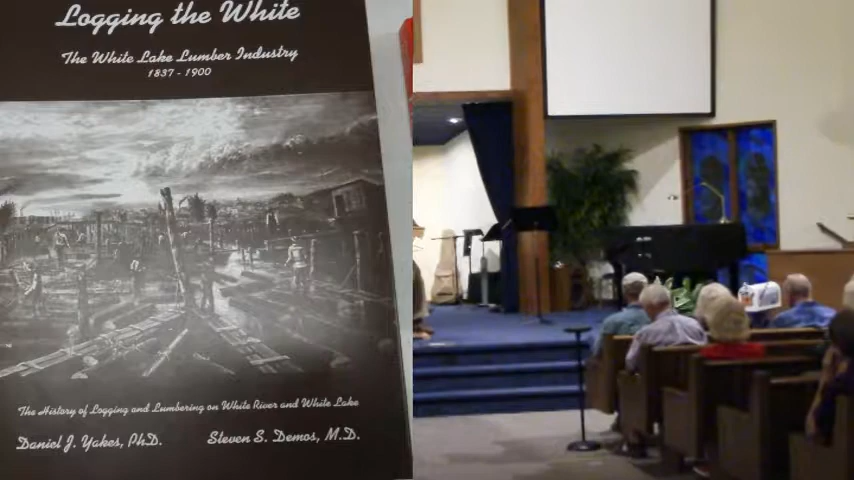 Logging the White
The White Lake Lumber Industry
1837 - 1900
The History of Logging and Lumbering on White River and White Lake
Daniel J. Yakes, PhD.
Steven S. Demos, M.D.